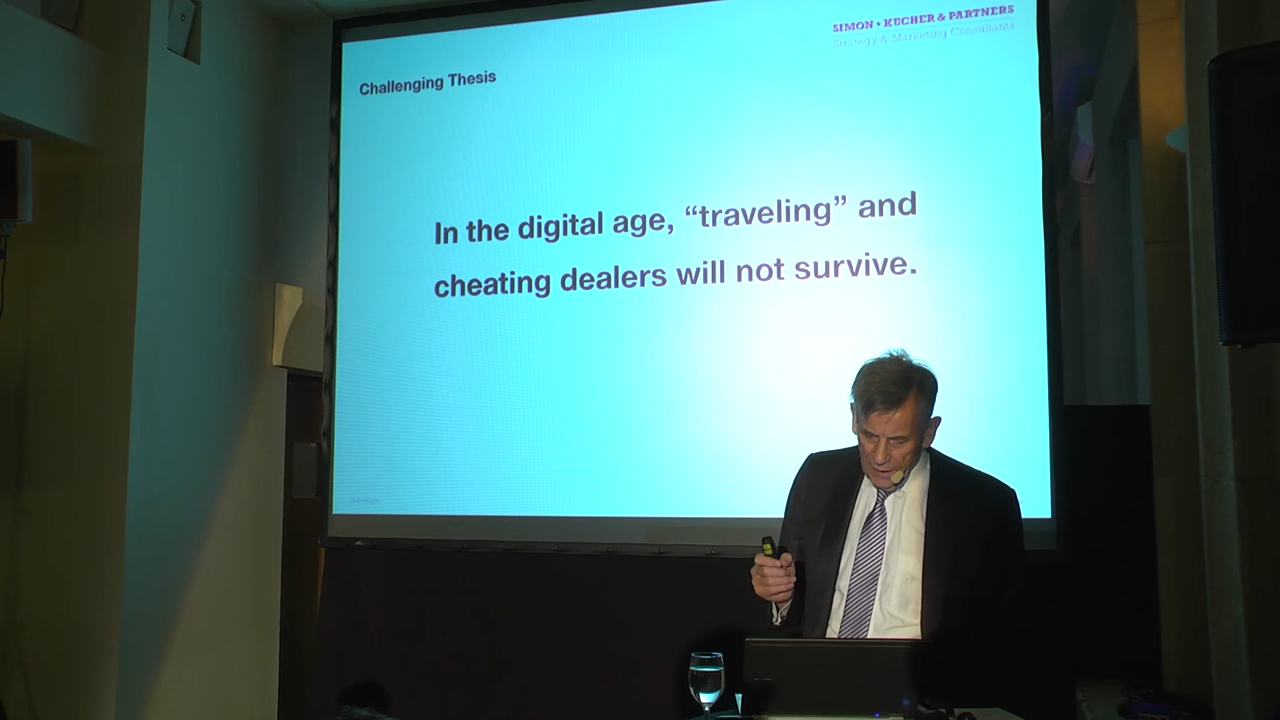 SIMON • KUCHER & PARTNERS
Strategy & Marketing Consultants
Challenging Thesis
In the digital age, “traveling” and
cheating dealers will not survive.